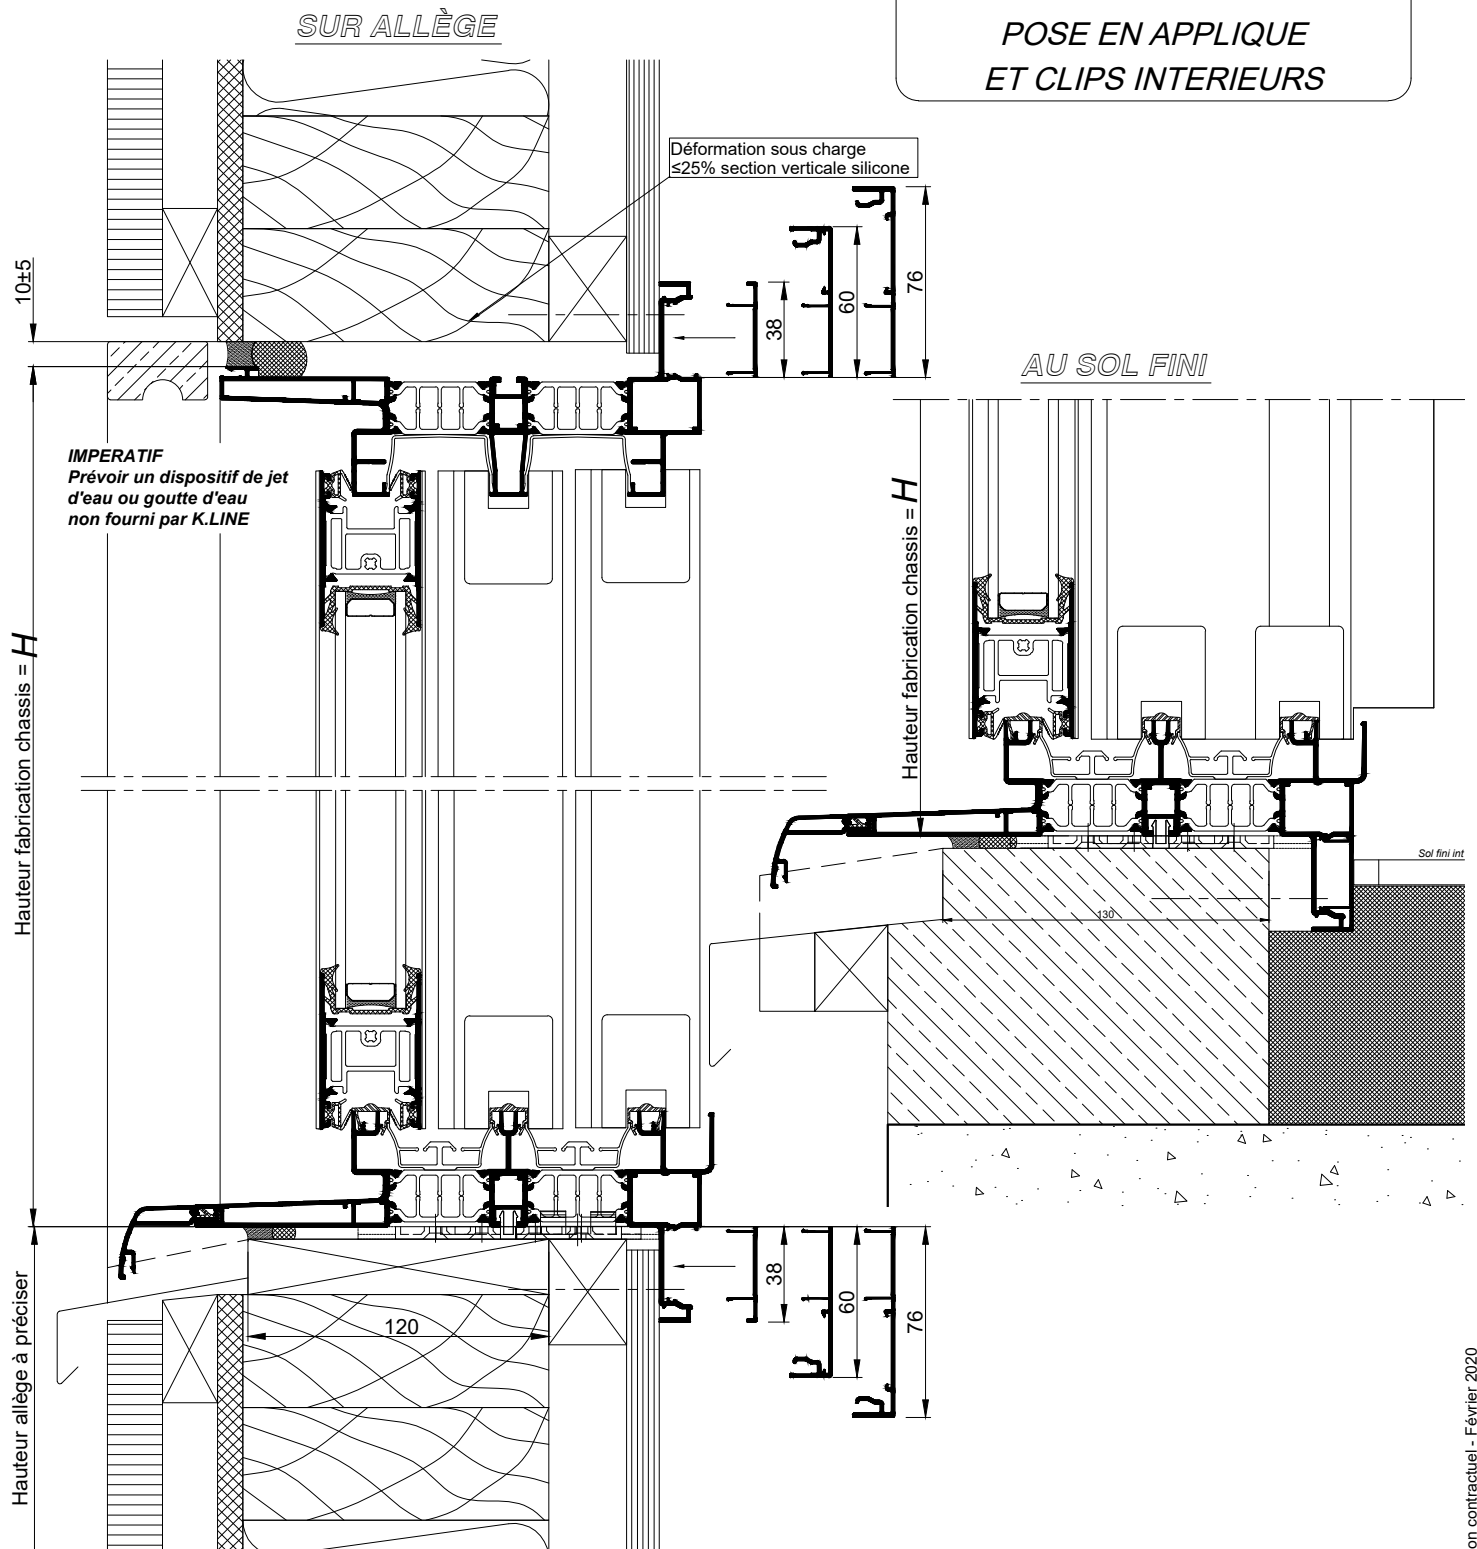 SUR ALLÈGE
POSE EN APPLIQUE
ET CLIPS INTERIEURS
Déformation sous charge
≤25% section verticale silicone
10±5
38
60
76
AU SOL FINI
IMPERATIF
Prévoir un dispositif de jet
d'eau ou goutte d'eau
non fourni par K.LINE
Hauteur fabrication chassis = H
Hauteur fabrication chassis = H
Sol fini int
130
Hauteur allège à préciser
120
38
60
76
on contractuel - Février 2020